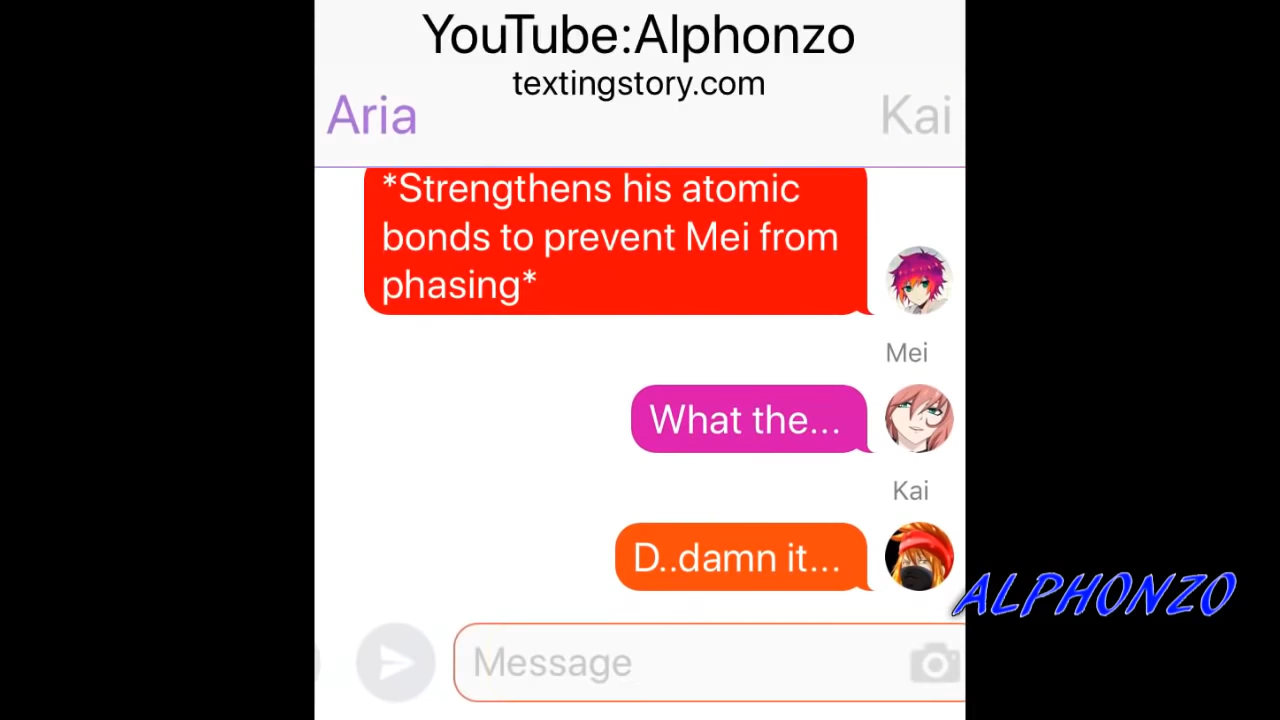 YouTube:Alphonzo
textingstory.com
Aria
Kai
*Strengthens his atomic
bonds to prevent Mei from
phasing*
Mei
What the...
Kai
D..damn it...
ALPHONZO
Message